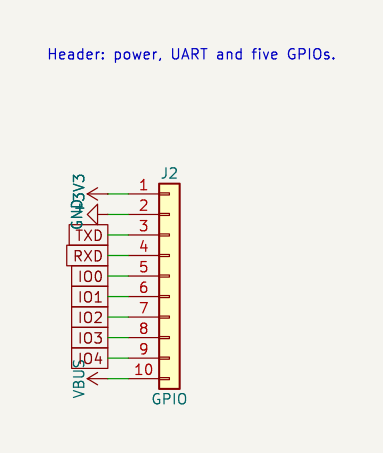 Header: power, UART and five GPIOs.
J2
+3V3 1
GND 2
TXD 3
RXD 4
IO0 5
IO1 6
IO2 7
IO3 8
IO4 9
VBUS 10
GPIO